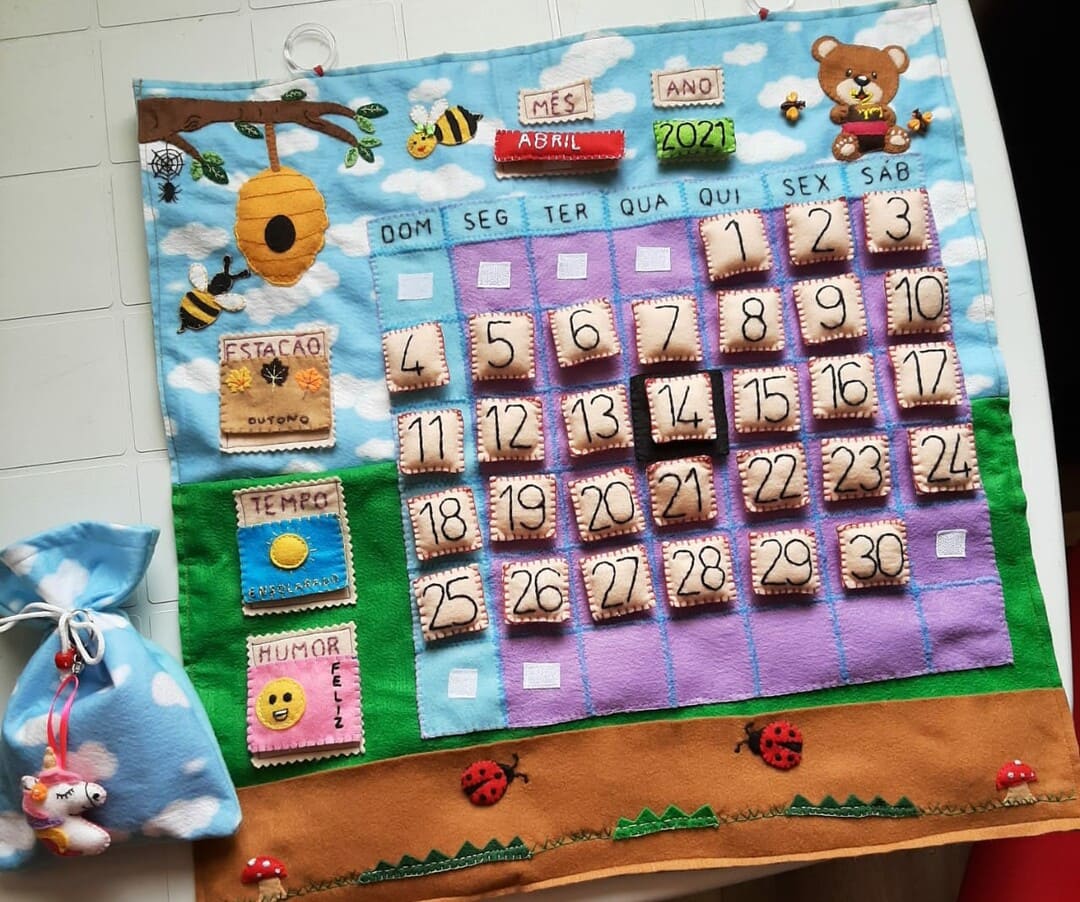 MÊS
ANO
ABRIL
2021
DOM SEG TER QUA QUI SEX SÁB
1 2 3
4 5 6 7 8 9 10
11 12 13 14 15 16 17
18 19 20 21 22 23 24
25 26 27 28 29 30
ESTAÇÃO
OUTONO
TEMPO
ENSOLARADO
HUMOR
FELIZ